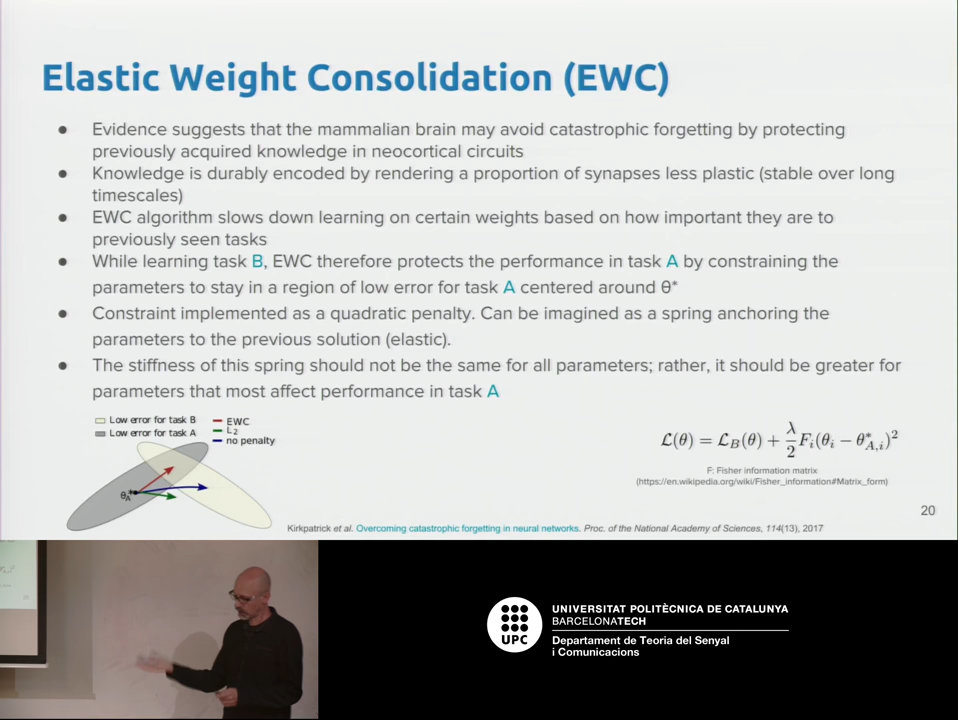 Elastic Weight Consolidation (EWC)
● Evidence suggests that the mammalian brain may avoid catastrophic forgetting by protecting
previously acquired knowledge in neocortical circuits
● Knowledge is durably encoded by rendering a proportion of synapses less plastic (stable over long
timescales)
● EWC algorithm slows down learning on certain weights based on how important they are to
previously seen tasks
● While learning task B, EWC therefore protects the performance in task A by constraining the
parameters to stay in a region of low error for task A centered around θ*
● Constraint implemented as a quadratic penalty. Can be imagined as a spring anchoring the
parameters to the previous solution (elastic).
● The stiffness of this spring should not be the same for all parameters; rather, it should be greater for
parameters that most affect performance in task A
Low error for task B
Low error for task A
EWC
L₂
no penalty
θ*A
ℒ(θ) = ℒ_B(θ) + λ/2 F_i(θ_i − θ*_{A,i})²
F: Fisher information matrix
(https://en.wikipedia.org/wiki/Fisher_information#Matrix_form)
20
Kirkpatrick et al. Overcoming catastrophic forgetting in neural networks. Proc. of the National Academy of Sciences, 114(13), 2017
UPC
UNIVERSITAT POLITÈCNICA DE CATALUNYA
BARCELONATECH
Departament de Teoria del Senyal
i Comunicacions